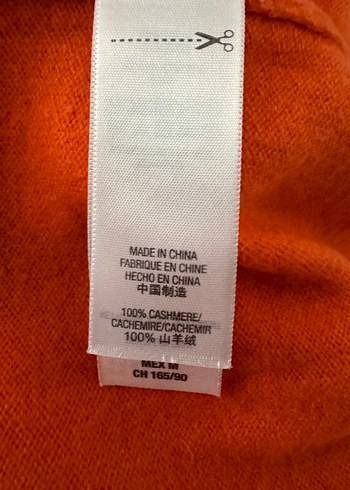 MADE IN CHINA
FABRIQUE EN CHINE
HECHO EN CHINA
中国制造
100% CASHMERE/
CACHEMIRE/CACHEMIR
100% 山羊绒
MEX M
CH 165/90